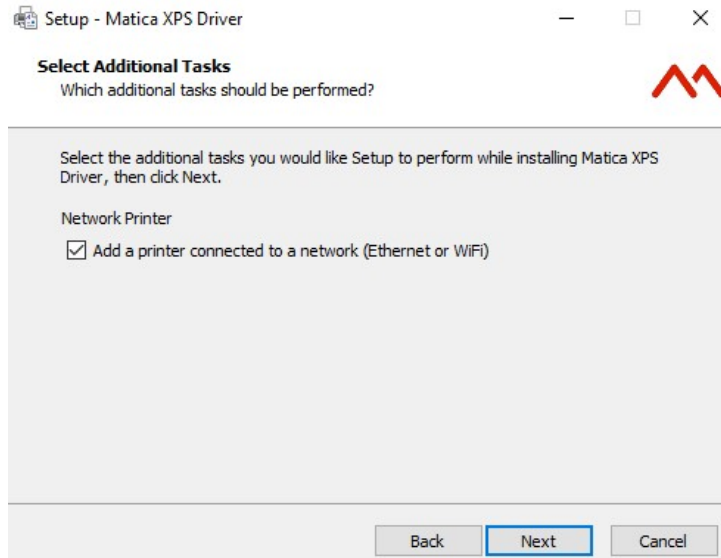 Setup - Matica XPS Driver
Select Additional Tasks
Which additional tasks should be performed?
Select the additional tasks you would like Setup to perform while installing Matica XPS
Driver, then click Next.
Network Printer
Add a printer connected to a network (Ethernet or WiFi)
Back Next Cancel